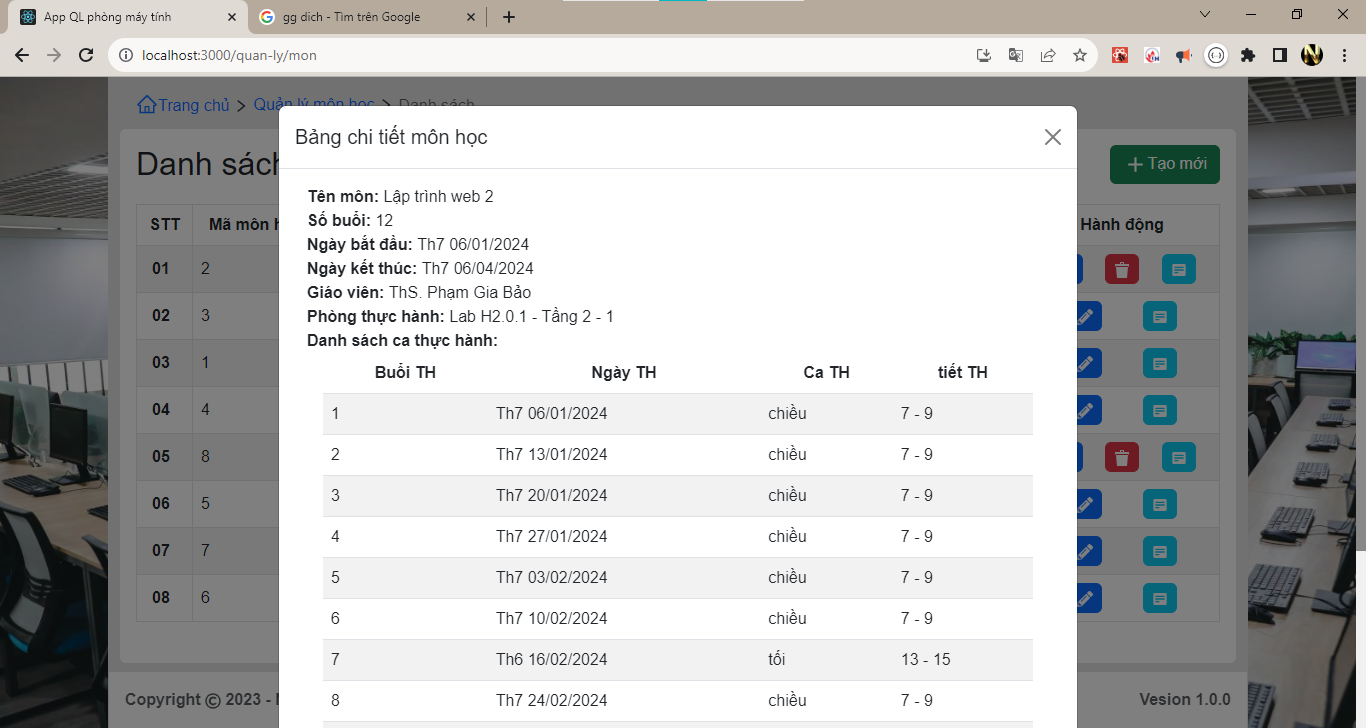 App QL phòng máy tính
gg dich - Tìm trên Google
localhost:3000/quan-ly/mon
Trang chủ > Quản lý môn học > Danh sách
Bảng chi tiết môn học
Danh sách
Tạo mới
Tên môn: Lập trình web 2
Số buổi: 12
Ngày bắt đầu: Th7 06/01/2024
Ngày kết thúc: Th7 06/04/2024
Giáo viên: ThS. Phạm Gia Bảo
Phòng thực hành: Lab H2.0.1 - Tầng 2 - 1
Danh sách ca thực hành:
Buổi TH Ngày TH Ca TH tiết TH
1 Th7 06/01/2024 chiều 7 - 9
2 Th7 13/01/2024 chiều 7 - 9
3 Th7 20/01/2024 chiều 7 - 9
4 Th7 27/01/2024 chiều 7 - 9
5 Th7 03/02/2024 chiều 7 - 9
6 Th7 10/02/2024 chiều 7 - 9
7 Th6 16/02/2024 tối 13 - 15
8 Th7 24/02/2024 chiều 7 - 9
STT Mã môn Hành động
01 2
02 3
03 1
04 4
05 8
06 5
07 7
08 6
Copyright © 2023 -
Vesion 1.0.0